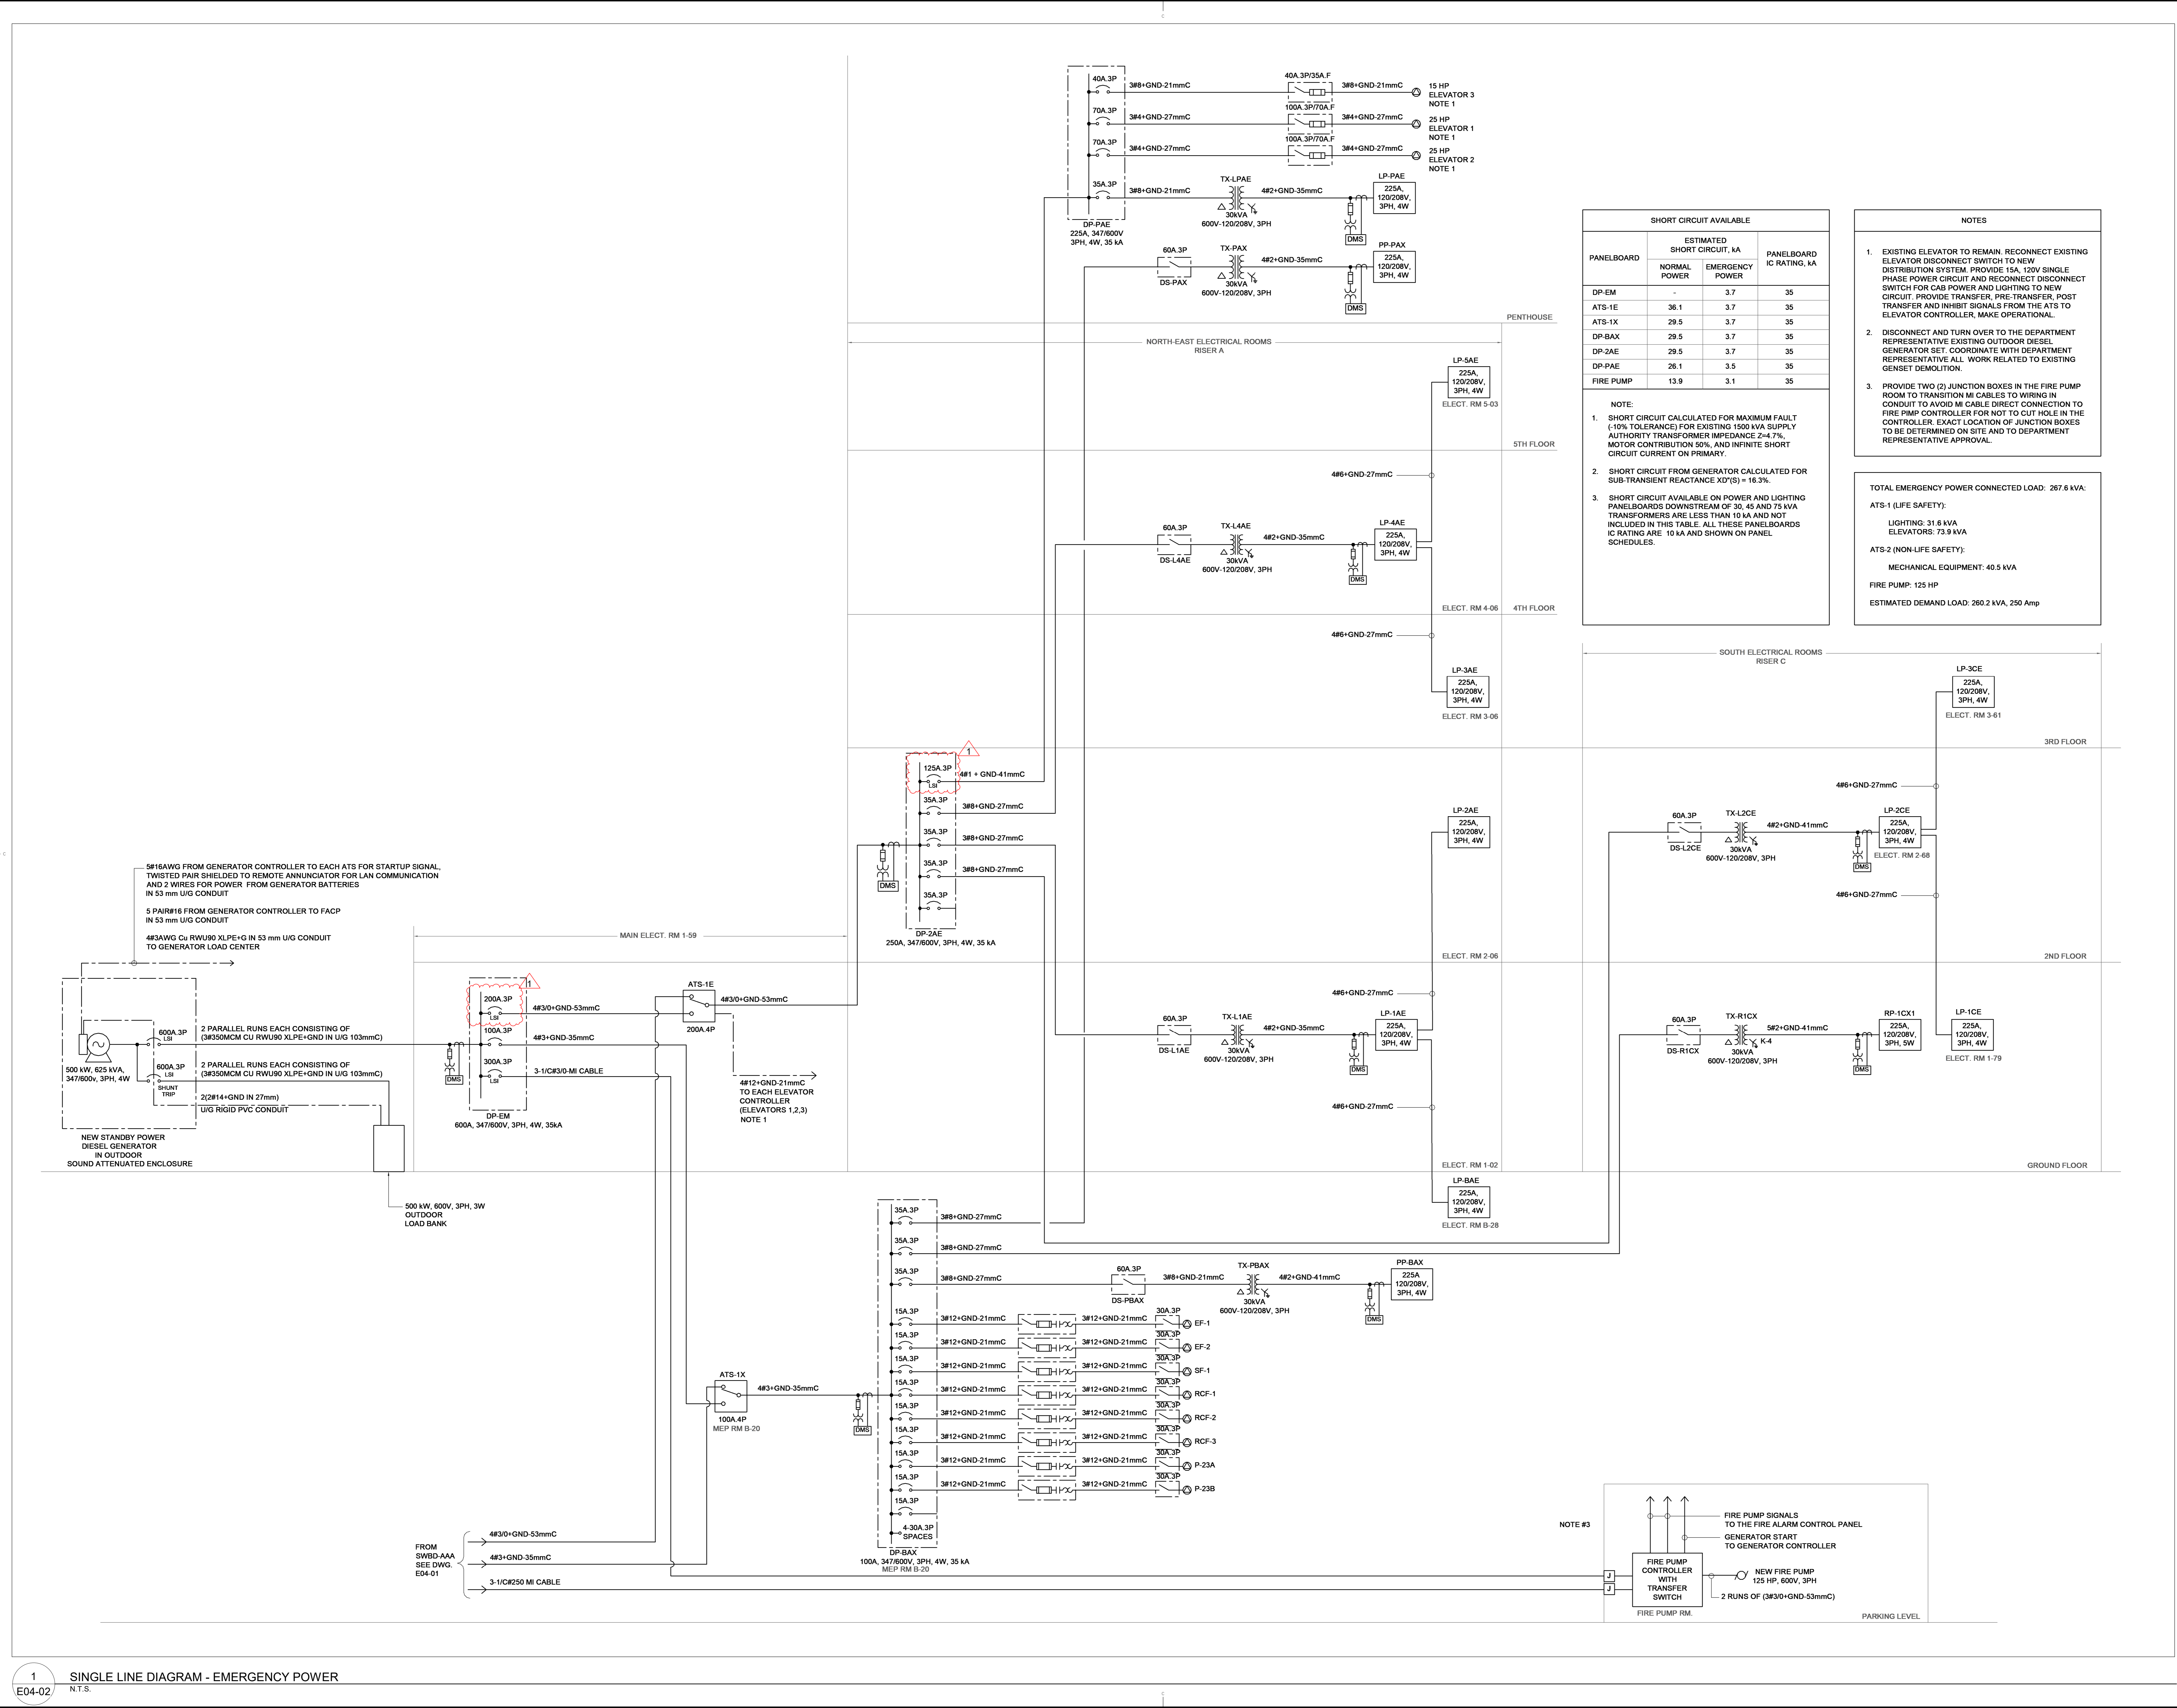 C
40A.3P
3#8+GND-21mmC
40A.3P/35A.F
3#8+GND-21mmC
15 HP
ELEVATOR 3
NOTE 1
70A.3P
3#4+GND-27mmC
100A.3P/70A.F
3#4+GND-27mmC
25 HP
ELEVATOR 1
NOTE 1
70A.3P
3#4+GND-27mmC
100A.3P/70A.F
3#4+GND-27mmC
25 HP
ELEVATOR 2
NOTE 1
35A.3P
3#8+GND-21mmC
TX-LPAE
30kVA
600V-120/208V, 3PH
4#2+GND-35mmC
DMS
LP-PAE
225A,
120/208V,
3PH, 4W
DP-PAE
225A, 347/600V
3PH, 4W, 35 kA
60A.3P
DS-PAX
TX-PAX
30kVA
600V-120/208V, 3PH
4#2+GND-35mmC
DMS
PP-PAX
225A,
120/208V,
3PH, 4W
PENTHOUSE
NORTH-EAST ELECTRICAL ROOMS
RISER A
LP-5AE
225A,
120/208V,
3PH, 4W
ELECT. RM 5-03
5TH FLOOR
4#6+GND-27mmC
60A.3P
DS-L4AE
TX-L4AE
30kVA
600V-120/208V, 3PH
4#2+GND-35mmC
DMS
LP-4AE
225A,
120/208V,
3PH, 4W
ELECT. RM 4-06
4TH FLOOR
4#6+GND-27mmC
LP-3AE
225A,
120/208V,
3PH, 4W
ELECT. RM 3-06
SHORT CIRCUIT AVAILABLE
PANELBOARD
ESTIMATED
SHORT CIRCUIT, kA
NORMAL
POWER
EMERGENCY
POWER
PANELBOARD
IC RATING, kA
DP-EM - 3.7 35
ATS-1E 36.1 3.7 35
ATS-1X 29.5 3.7 35
DP-BAX 29.5 3.7 35
DP-2AE 29.5 3.7 35
DP-PAE 26.1 3.5 35
FIRE PUMP 13.9 3.1 35
NOTE:
1. SHORT CIRCUIT CALCULATED FOR MAXIMUM FAULT
(-10% TOLERANCE) FOR EXISTING 1500 kVA SUPPLY
AUTHORITY TRANSFORMER IMPEDANCE Z=4.7%,
MOTOR CONTRIBUTION 50%, AND INFINITE SHORT
CIRCUIT CURRENT ON PRIMARY.
2. SHORT CIRCUIT FROM GENERATOR CALCULATED FOR
SUB-TRANSIENT REACTANCE XD"(S) = 16.3%.
3. SHORT CIRCUIT AVAILABLE ON POWER AND LIGHTING
PANELBOARDS DOWNSTREAM OF 30, 45 AND 75 kVA
TRANSFORMERS ARE LESS THAN 10 kA AND NOT
INCLUDED IN THIS TABLE. ALL THESE PANELBOARDS
IC RATING ARE 10 kA AND SHOWN ON PANEL
SCHEDULES.
NOTES
1. EXISTING ELEVATOR TO REMAIN. RECONNECT EXISTING
ELEVATOR DISCONNECT SWITCH TO NEW
DISTRIBUTION SYSTEM. PROVIDE 15A, 120V SINGLE
PHASE POWER CIRCUIT AND RECONNECT DISCONNECT
SWITCH FOR CAB POWER AND LIGHTING TO NEW
CIRCUIT. PROVIDE TRANSFER, PRE-TRANSFER, POST
TRANSFER AND INHIBIT SIGNALS FROM THE ATS TO
ELEVATOR CONTROLLER, MAKE OPERATIONAL.
2. DISCONNECT AND TURN OVER TO THE DEPARTMENT
REPRESENTATIVE EXISTING OUTDOOR DIESEL
GENERATOR SET. COORDINATE WITH DEPARTMENT
REPRESENTATIVE ALL WORK RELATED TO EXISTING
GENSET DEMOLITION.
3. PROVIDE TWO (2) JUNCTION BOXES IN THE FIRE PUMP
ROOM TO TRANSITION MI CABLES TO WIRING IN
CONDUIT TO AVOID MI CABLE DIRECT CONNECTION TO
FIRE PIMP CONTROLLER FOR NOT TO CUT HOLE IN THE
CONTROLLER. EXACT LOCATION OF JUNCTION BOXES
TO BE DETERMINED ON SITE AND TO DEPARTMENT
REPRESENTATIVE APPROVAL.
TOTAL EMERGENCY POWER CONNECTED LOAD: 267.6 kVA:
ATS-1 (LIFE SAFETY):
LIGHTING: 31.6 kVA
ELEVATORS: 73.9 kVA
ATS-2 (NON-LIFE SAFETY):
MECHANICAL EQUIPMENT: 40.5 kVA
FIRE PUMP: 125 HP
ESTIMATED DEMAND LOAD: 260.2 kVA, 250 Amp
SOUTH ELECTRICAL ROOMS
RISER C
LP-3CE
225A,
120/208V,
3PH, 4W
ELECT. RM 3-61
3RD FLOOR
4#6+GND-27mmC
60A.3P
DS-L2CE
TX-L2CE
30kVA
600V-120/208V, 3PH
4#2+GND-41mmC
DMS
LP-2CE
225A,
120/208V,
3PH, 4W
ELECT. RM 2-68
4#6+GND-27mmC
2ND FLOOR
60A.3P
DS-R1CX
TX-R1CX
K-4
30kVA
600V-120/208V, 3PH
5#2+GND-41mmC
DMS
RP-1CX1
225A,
120/208V,
3PH, 5W
LP-1CE
225A,
120/208V,
3PH, 4W
ELECT. RM 1-79
GROUND FLOOR
1
125A.3P
LSI
4#1 + GND-41mmC
35A.3P
3#8+GND-27mmC
35A.3P
3#8+GND-27mmC
35A.3P
3#8+GND-27mmC
35A.3P
DMS
DP-2AE
250A, 347/600V, 3PH, 4W, 35 kA
LP-2AE
225A,
120/208V,
3PH, 4W
ELECT. RM 2-06
4#6+GND-27mmC
60A.3P
DS-L1AE
TX-L1AE
30kVA
600V-120/208V, 3PH
4#2+GND-35mmC
DMS
LP-1AE
225A,
120/208V,
3PH, 4W
4#6+GND-27mmC
ELECT. RM 1-02
LP-BAE
225A,
120/208V,
3PH, 4W
ELECT. RM B-28
C
5#16AWG FROM GENERATOR CONTROLLER TO EACH ATS FOR STARTUP SIGNAL,
TWISTED PAIR SHIELDED TO REMOTE ANNUNCIATOR FOR LAN COMMUNICATION
AND 2 WIRES FOR POWER FROM GENERATOR BATTERIES
IN 53 mm U/G CONDUIT
5 PAIR#16 FROM GENERATOR CONTROLLER TO FACP
IN 53 mm U/G CONDUIT
4#3AWG Cu RWU90 XLPE+G IN 53 mm U/G CONDUIT
TO GENERATOR LOAD CENTER
MAIN ELECT. RM 1-59
500 kW, 625 kVA,
347/600v, 3PH, 4W
600A.3P
LSI
2 PARALLEL RUNS EACH CONSISTING OF
(3#350MCM CU RWU90 XLPE+GND IN U/G 103mmC)
600A.3P
LSI
SHUNT
TRIP
2 PARALLEL RUNS EACH CONSISTING OF
(3#350MCM CU RWU90 XLPE+GND IN U/G 103mmC)
2(2#14+GND IN 27mm)
U/G RIGID PVC CONDUIT
NEW STANDBY POWER
DIESEL GENERATOR
IN OUTDOOR
SOUND ATTENUATED ENCLOSURE
500 kW, 600V, 3PH, 3W
OUTDOOR
LOAD BANK
DMS
1
200A.3P
LSI
4#3/0+GND-53mmC
100A.3P
4#3+GND-35mmC
300A.3P
LSI
3-1/C#3/0-MI CABLE
DP-EM
600A, 347/600V, 3PH, 4W, 35kA
ATS-1E
200A.4P
4#3/0+GND-53mmC
4#12+GND-21mmC
TO EACH ELEVATOR
CONTROLLER
(ELEVATORS 1,2,3)
NOTE 1
35A.3P
3#8+GND-27mmC
35A.3P
3#8+GND-27mmC
35A.3P
3#8+GND-27mmC
60A.3P
DS-PBAX
3#8+GND-21mmC
TX-PBAX
30kVA
600V-120/208V, 3PH
4#2+GND-41mmC
DMS
PP-BAX
225A
120/208V,
3PH, 4W
15A.3P
3#12+GND-21mmC
3#12+GND-21mmC
30A.3P
EF-1
15A.3P
3#12+GND-21mmC
3#12+GND-21mmC
30A.3P
EF-2
15A.3P
3#12+GND-21mmC
3#12+GND-21mmC
30A.3P
SF-1
15A.3P
3#12+GND-21mmC
3#12+GND-21mmC
30A.3P
RCF-1
15A.3P
3#12+GND-21mmC
3#12+GND-21mmC
30A.3P
RCF-2
15A.3P
3#12+GND-21mmC
3#12+GND-21mmC
30A.3P
RCF-3
15A.3P
3#12+GND-21mmC
3#12+GND-21mmC
30A.3P
P-23A
15A.3P
3#12+GND-21mmC
3#12+GND-21mmC
30A.3P
P-23B
15A.3P
4-30A.3P
SPACES
DP-BAX
100A, 347/600V, 3PH, 4W, 35 kA
MEP RM B-20
ATS-1X
100A.4P
MEP RM B-20
4#3+GND-35mmC
DMS
FROM
SWBD-AAA
SEE DWG.
E04-01
4#3/0+GND-53mmC
4#3+GND-35mmC
3-1/C#250 MI CABLE
NOTE #3
FIRE PUMP SIGNALS
TO THE FIRE ALARM CONTROL PANEL
GENERATOR START
TO GENERATOR CONTROLLER
J
J
FIRE PUMP
CONTROLLER
WITH
TRANSFER
SWITCH
NEW FIRE PUMP
125 HP, 600V, 3PH
2 RUNS OF (3#3/0+GND-53mmC)
FIRE PUMP RM.
PARKING LEVEL
1
E04-02
SINGLE LINE DIAGRAM - EMERGENCY POWER
N.T.S.
C